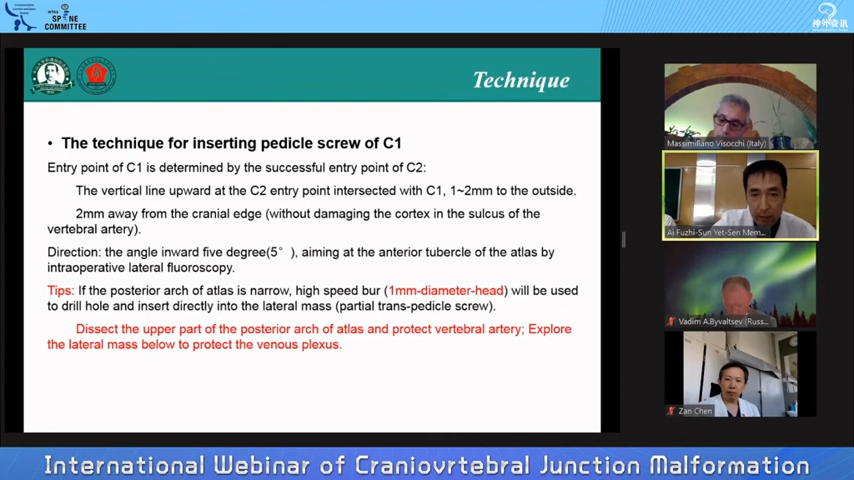 wfns
SPINE
COMMITTEE
神外资讯
Technique
• The technique for inserting pedicle screw of C1
Entry point of C1 is determined by the successful entry point of C2:
The vertical line upward at the C2 entry point intersected with C1, 1~2mm to the outside.
2mm away from the cranial edge (without damaging the cortex in the sulcus of the
vertebral artery).
Direction: the angle inward five degree(5° ), aiming at the anterior tubercle of the atlas by
intraoperative lateral fluoroscopy.
Tips: If the posterior arch of atlas is narrow, high speed bur (1mm-diameter-head) will be used
to drill hole and insert directly into the lateral mass (partial trans-pedicle screw).
Dissect the upper part of the posterior arch of atlas and protect vertebral artery; Explore
the lateral mass below to protect the venous plexus.
Massimiliano Visocchi (Italy)
Ai Fuzhi-Sun Yet-Sen Mem...
Vadim A.Byvaltsev (Russ...
Zan Chen
International Webinar of Craniovrtebral Junction Malformation